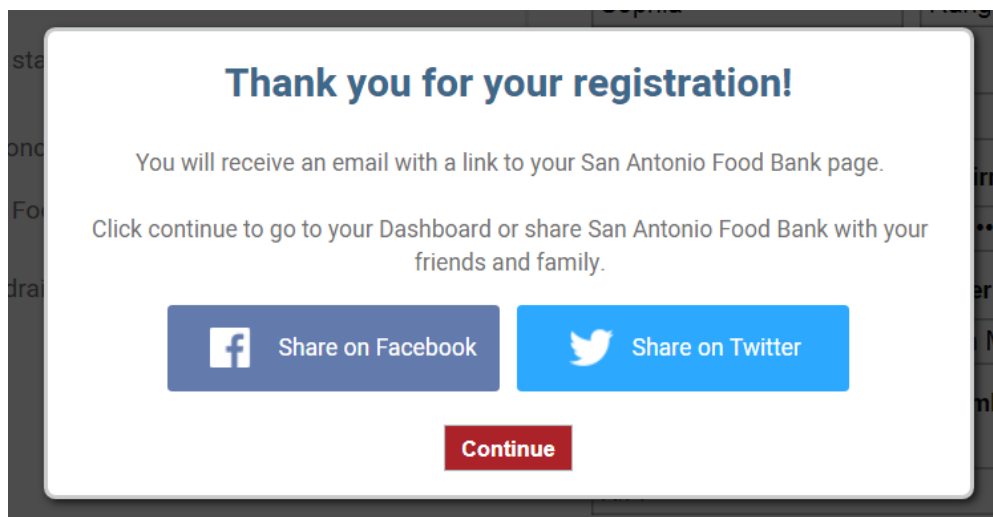 Thank you for your registration!
You will receive an email with a link to your San Antonio Food Bank page.
Click continue to go to your Dashboard or share San Antonio Food Bank with your
friends and family.
Share on Facebook
Share on Twitter
Continue